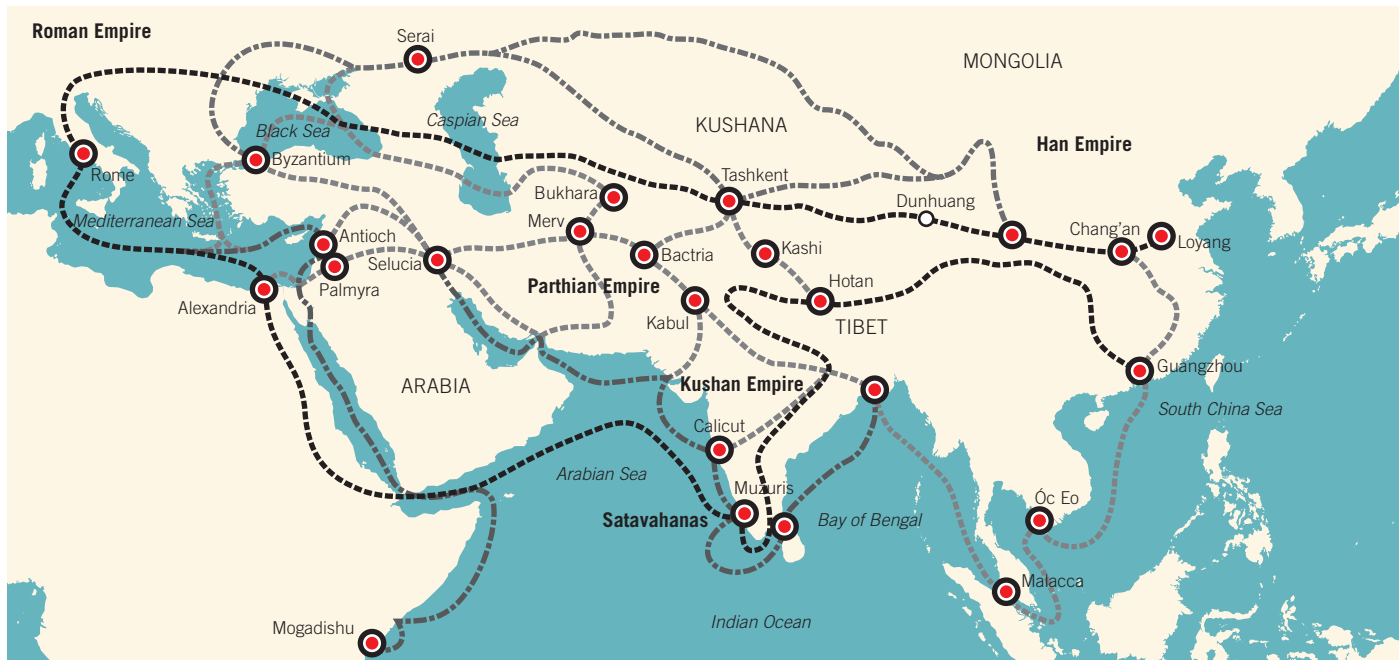 Roman Empire
Serai
MONGOLIA
Caspian Sea
KUSHANA
Black Sea
Han Empire
Byzantium
Rome
Tashkent
Bukhara
Dunhuang
Mediterranean Sea
Merv
Chang'an
Antioch
Loyang
Kashi
Selucia
Bactria
Palmyra
Hotan
Parthian Empire
Alexandria
Kabul
TIBET
Guangzhou
ARABIA
Kushan Empire
South China Sea
Calicut
Arabian Sea
Muzuris
Óc Eo
Satavahanas
Bay of Bengal
Malacca
Indian Ocean
Mogadishu